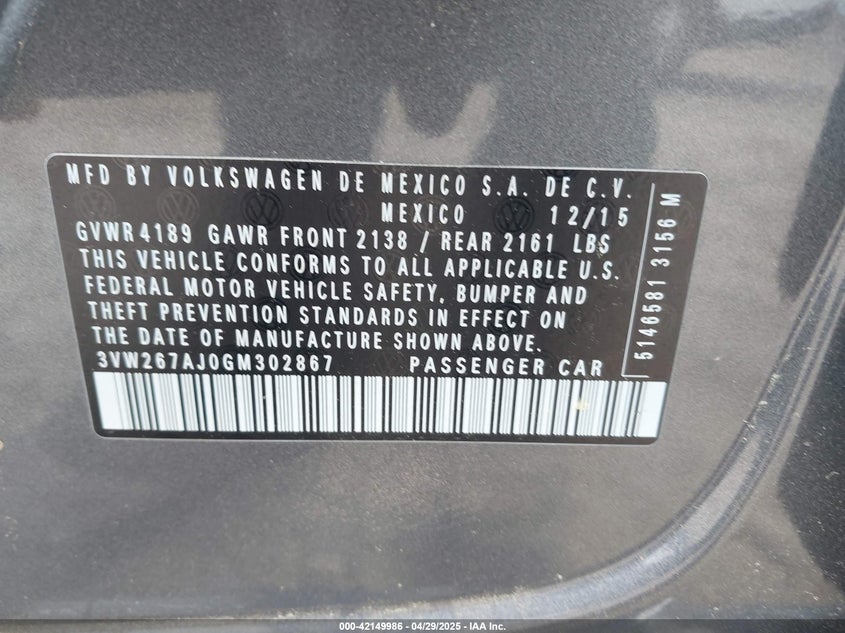 MFD BY VOLKSWAGEN DE MEXICO S.A. DE C.V.
MEXICO 12/15
GVWR 4189 GAWR FRONT 2138 / REAR 2161 LBS
THIS VEHICLE CONFORMS TO ALL APPLICABLE U.S.
FEDERAL MOTOR VEHICLE SAFETY, BUMPER AND
THEFT PREVENTION STANDARDS IN EFFECT ON
THE DATE OF MANUFACTURE SHOWN ABOVE.
3VW267AJ0GM302867 PASSENGER CAR
5146581 3156 M
000-42149986 - 04/29/2025 - IAA Inc.